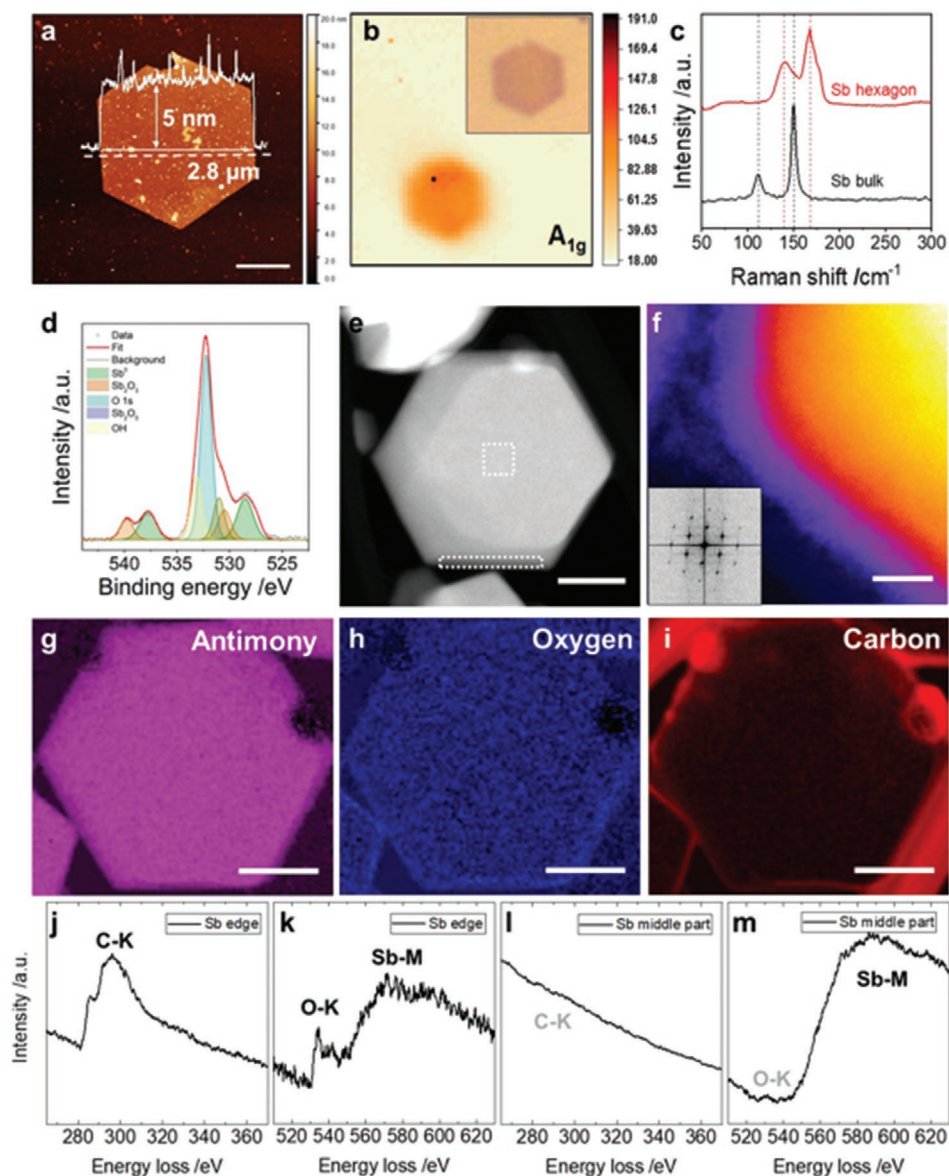 a
5 nm
2.8 µm
20.0 nm
18.0
16.0
14.0
12.0
10.0
8.0
6.0
4.0
2.0
0.0
b
A1g
191.0
169.4
147.8
126.1
104.5
82.88
61.25
39.63
18.00
c
Intensity /a.u.
Sb hexagon
Sb bulk
50 100 150 200 250 300
Raman shift /cm-1
d
Data
Fit
Background
Sb0
Sb2O3
O 1s
Sb2O3
OH
Intensity /a.u.
540 537 534 531 528 525
Binding energy /eV
e
f
g Antimony
h Oxygen
i Carbon
j
Sb edge
C-K
Intensity /a.u.
280 300 320 340 360
Energy loss /eV
k
Sb edge
O-K
Sb-M
520 540 560 580 600 620
Energy loss /eV
l
Sb middle part
C-K
280 300 320 340 360
Energy loss /eV
m
Sb middle part
O-K
Sb-M
520 540 560 580 600 620
Energy loss /eV